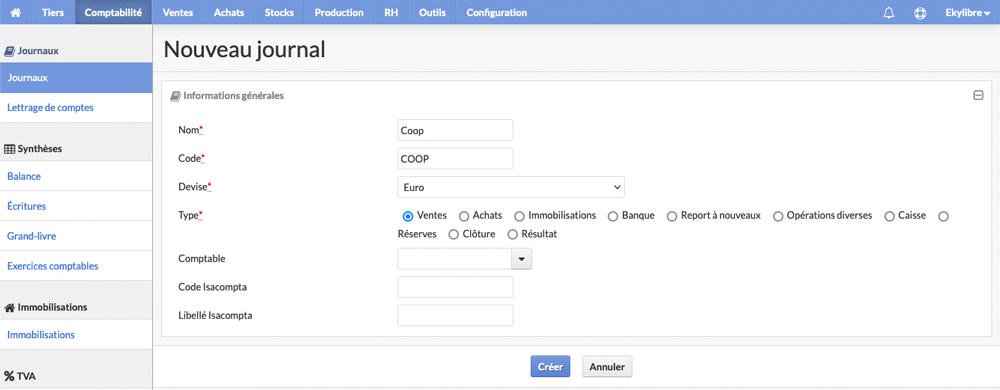 Tiers Comptabilité Ventes Achats Stocks Production RH Outils Configuration Ekylibre
Journaux
Journaux
Lettrage de comptes
Synthèses
Balance
Écritures
Grand-livre
Exercices comptables
Immobilisations
Immobilisations
TVA
Nouveau journal
Informations générales
Nom* Coop
Code* COOP
Devise* Euro
Type* Ventes Achats Immobilisations Banque Report à nouveaux Opérations diverses Caisse
Réserves Clôture Résultat
Comptable
Code Isacompta
Libellé Isacompta
Créer Annuler